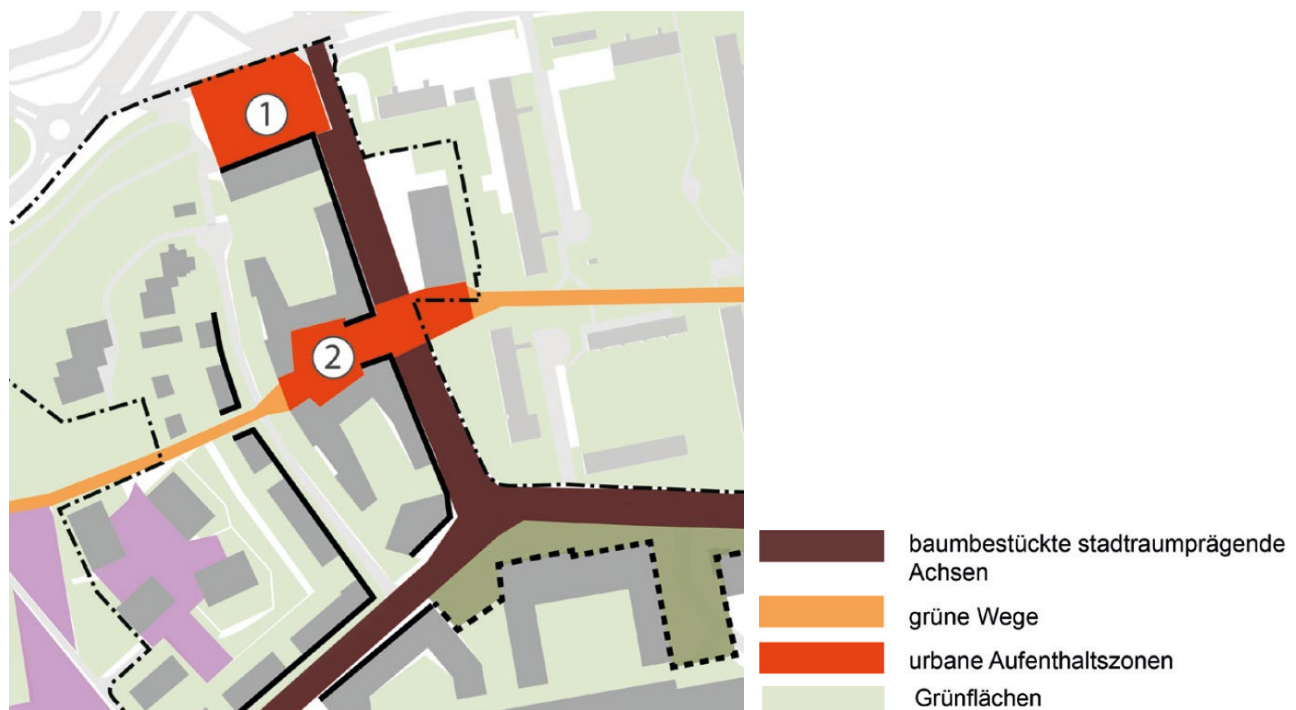 1
2
baumbestückte stadtraumprägende
Achsen
grüne Wege
urbane Aufenthaltszonen
Grünflächen